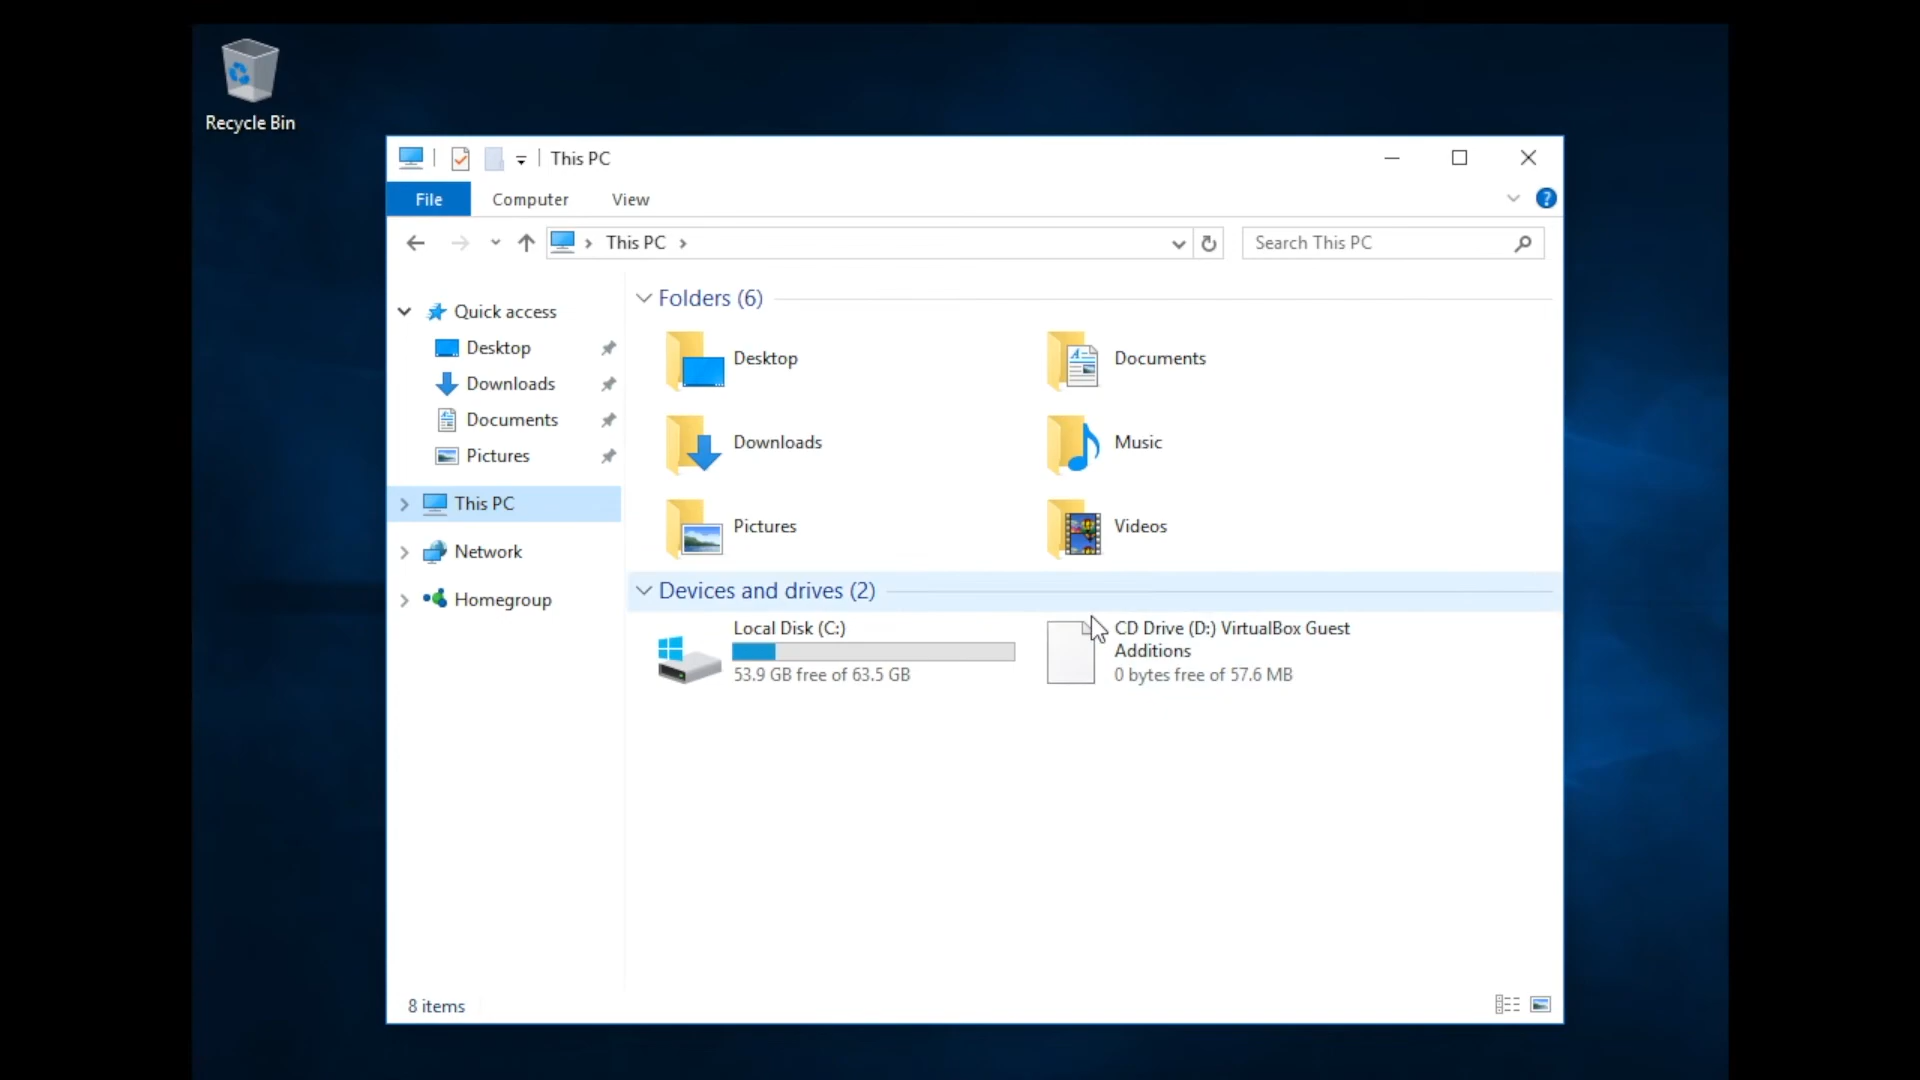 Recycle Bin
This PC
File
Computer
View
?
This PC
Search This PC
Quick access
Desktop
Downloads
Documents
Pictures
This PC
Network
Homegroup
Folders (6)
Desktop
Documents
Downloads
Music
Pictures
Videos
Devices and drives (2)
Local Disk (C:)
53.9 GB free of 63.5 GB
CD Drive (D:) VirtualBox Guest
Additions
0 bytes free of 57.6 MB
8 items